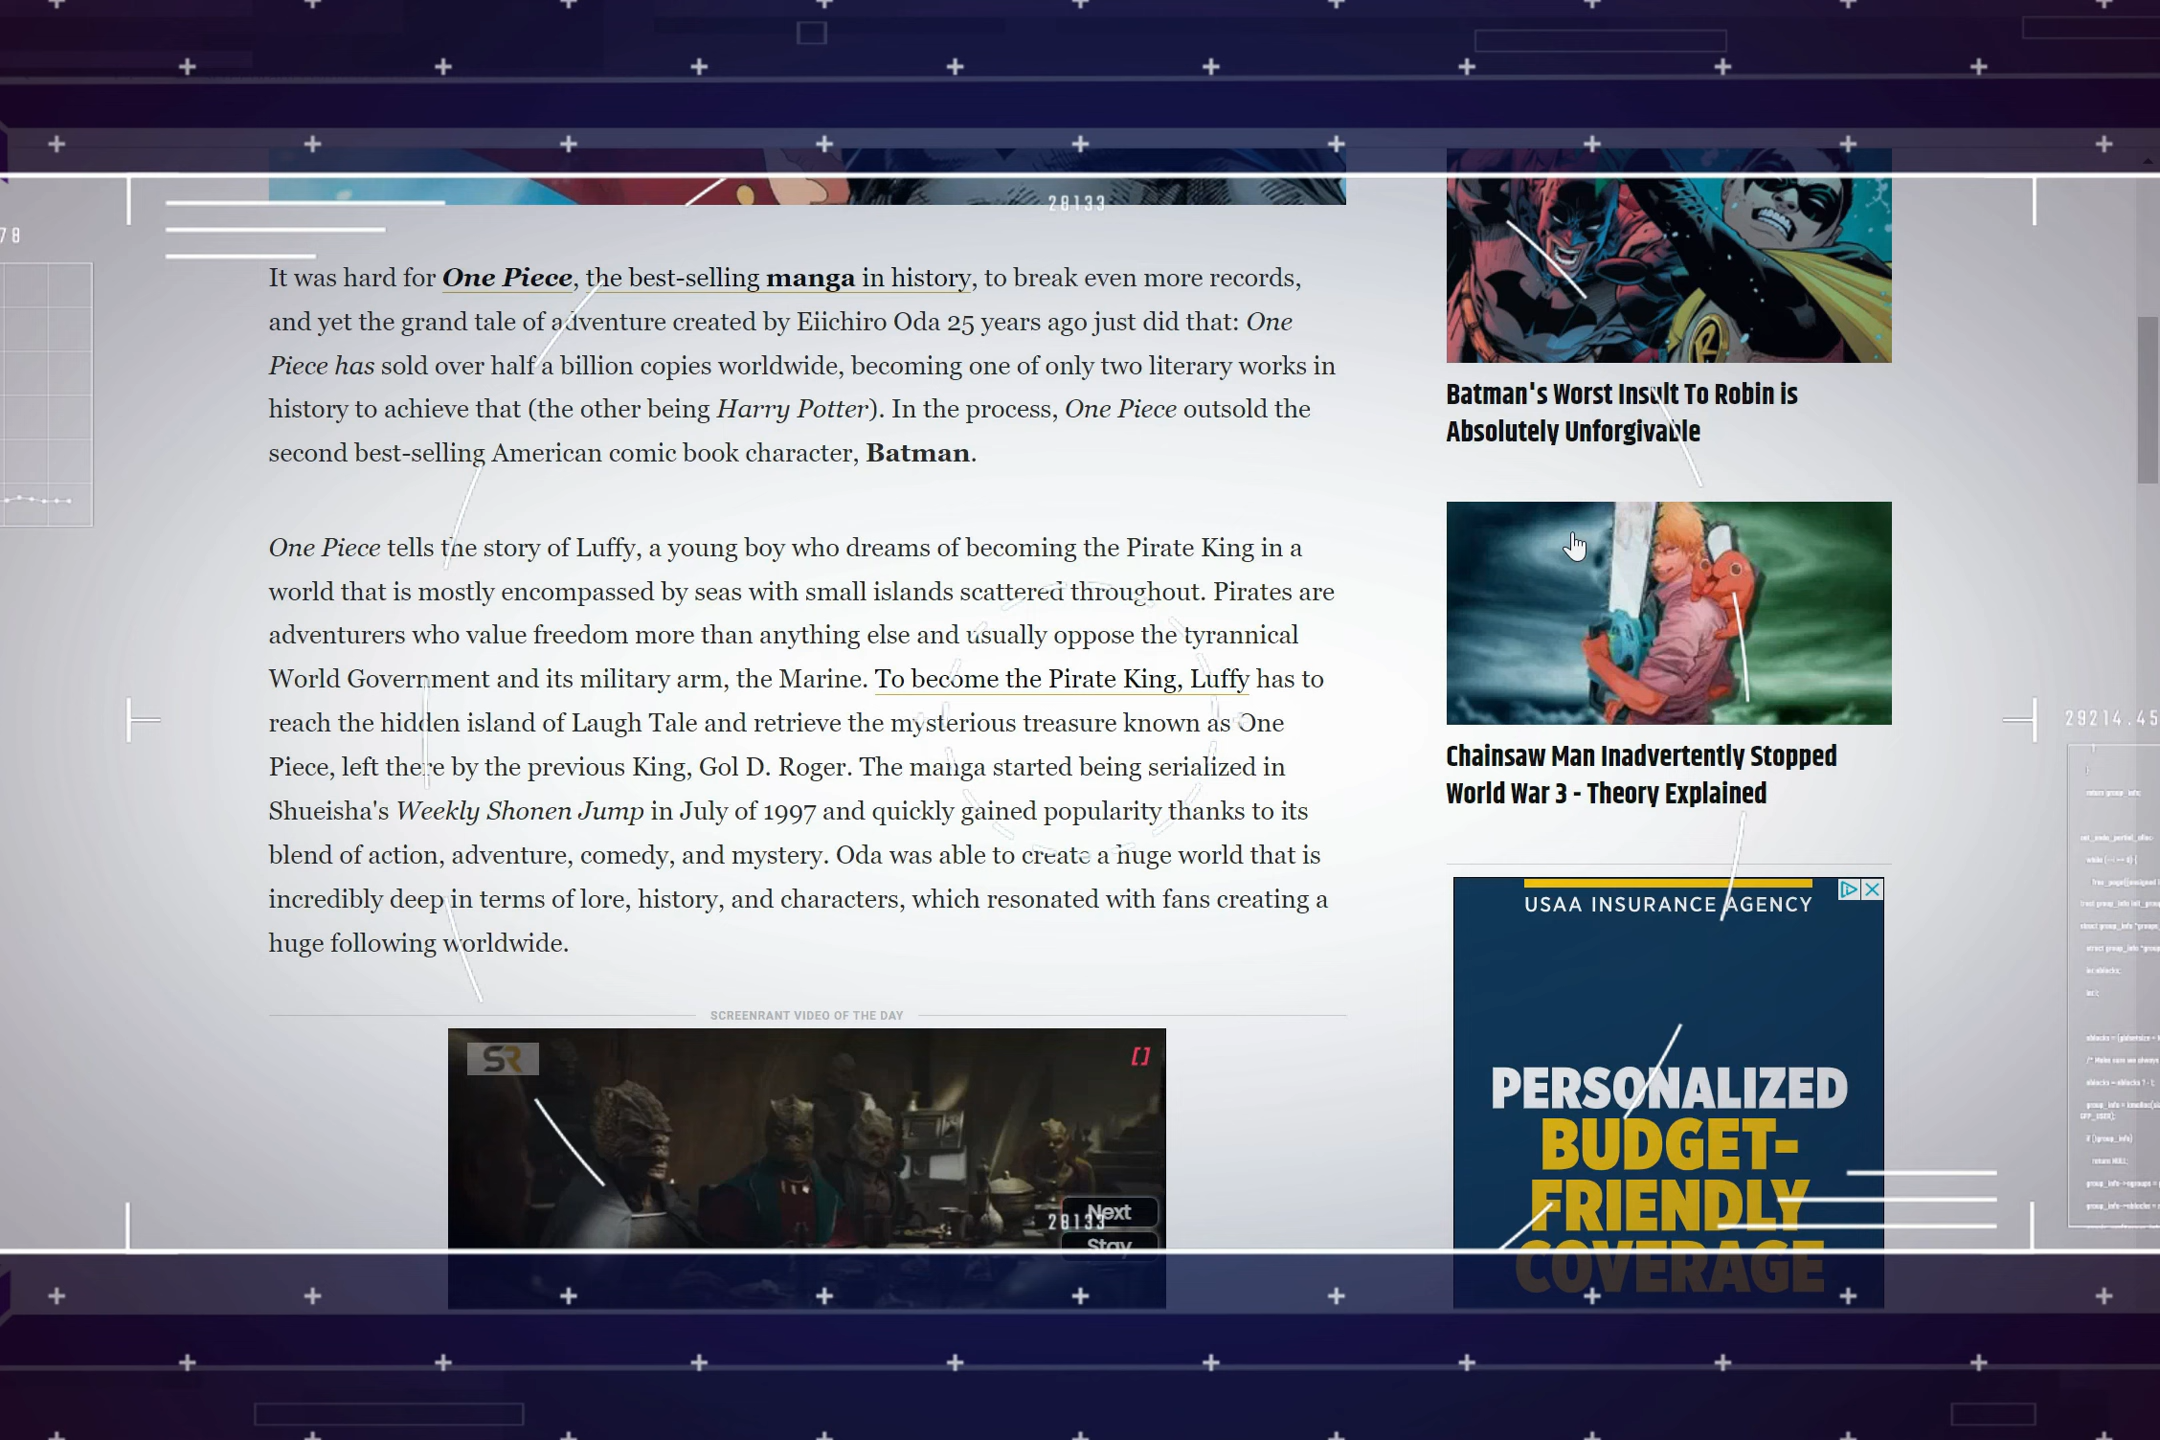 28133
78
It was hard for One Piece, the best-selling manga in history, to break even more records,
and yet the grand tale of adventure created by Eiichiro Oda 25 years ago just did that: One
Piece has sold over half a billion copies worldwide, becoming one of only two literary works in
history to achieve that (the other being Harry Potter). In the process, One Piece outsold the
second best-selling American comic book character, Batman.
One Piece tells the story of Luffy, a young boy who dreams of becoming the Pirate King in a
world that is mostly encompassed by seas with small islands scattered throughout. Pirates are
adventurers who value freedom more than anything else and usually oppose the tyrannical
World Government and its military arm, the Marine. To become the Pirate King, Luffy has to
reach the hidden island of Laugh Tale and retrieve the mysterious treasure known as One
Piece, left there by the previous King, Gol D. Roger. The manga started being serialized in
Shueisha's Weekly Shonen Jump in July of 1997 and quickly gained popularity thanks to its
blend of action, adventure, comedy, and mystery. Oda was able to create a huge world that is
incredibly deep in terms of lore, history, and characters, which resonated with fans creating a
huge following worldwide.
SCREENRANT VIDEO OF THE DAY
SR
[]
Next
28133
Stay
R
Batman's Worst Insult To Robin is
Absolutely Unforgivable
Chainsaw Man Inadvertently Stopped
World War 3 - Theory Explained
USAA INSURANCE AGENCY
PERSONALIZED
BUDGET-
FRIENDLY
COVERAGE
29214.45
return group_info;